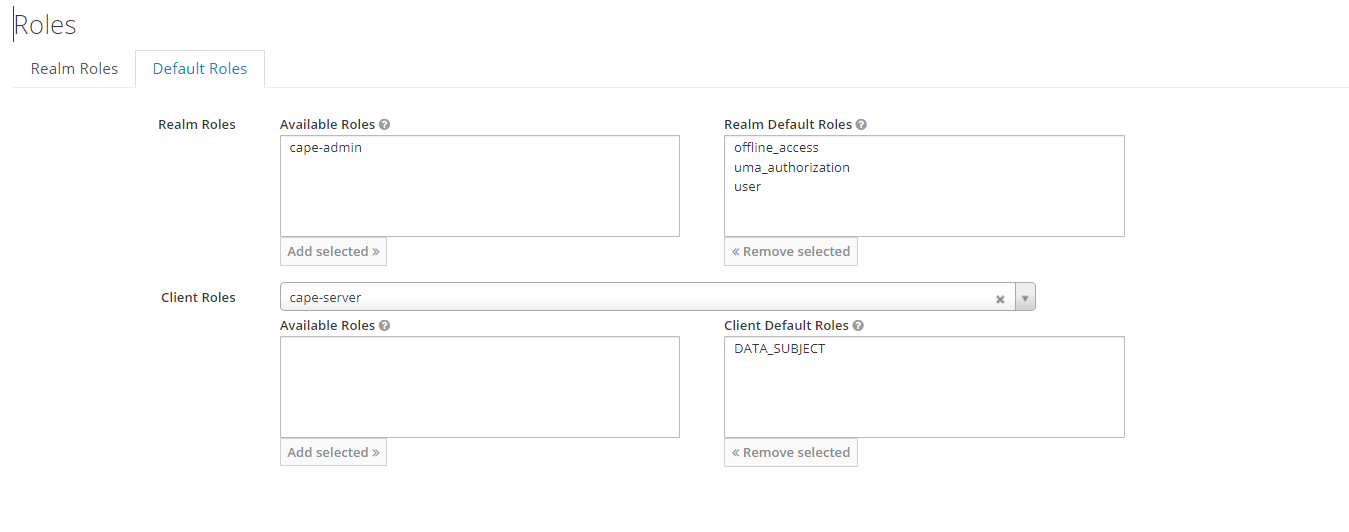 Roles
Realm Roles Default Roles
Realm Roles Available Roles Realm Default Roles
cape-admin offline_access
uma_authorization
user
Add selected » « Remove selected
Client Roles cape-server
Available Roles Client Default Roles
DATA_SUBJECT
Add selected » « Remove selected